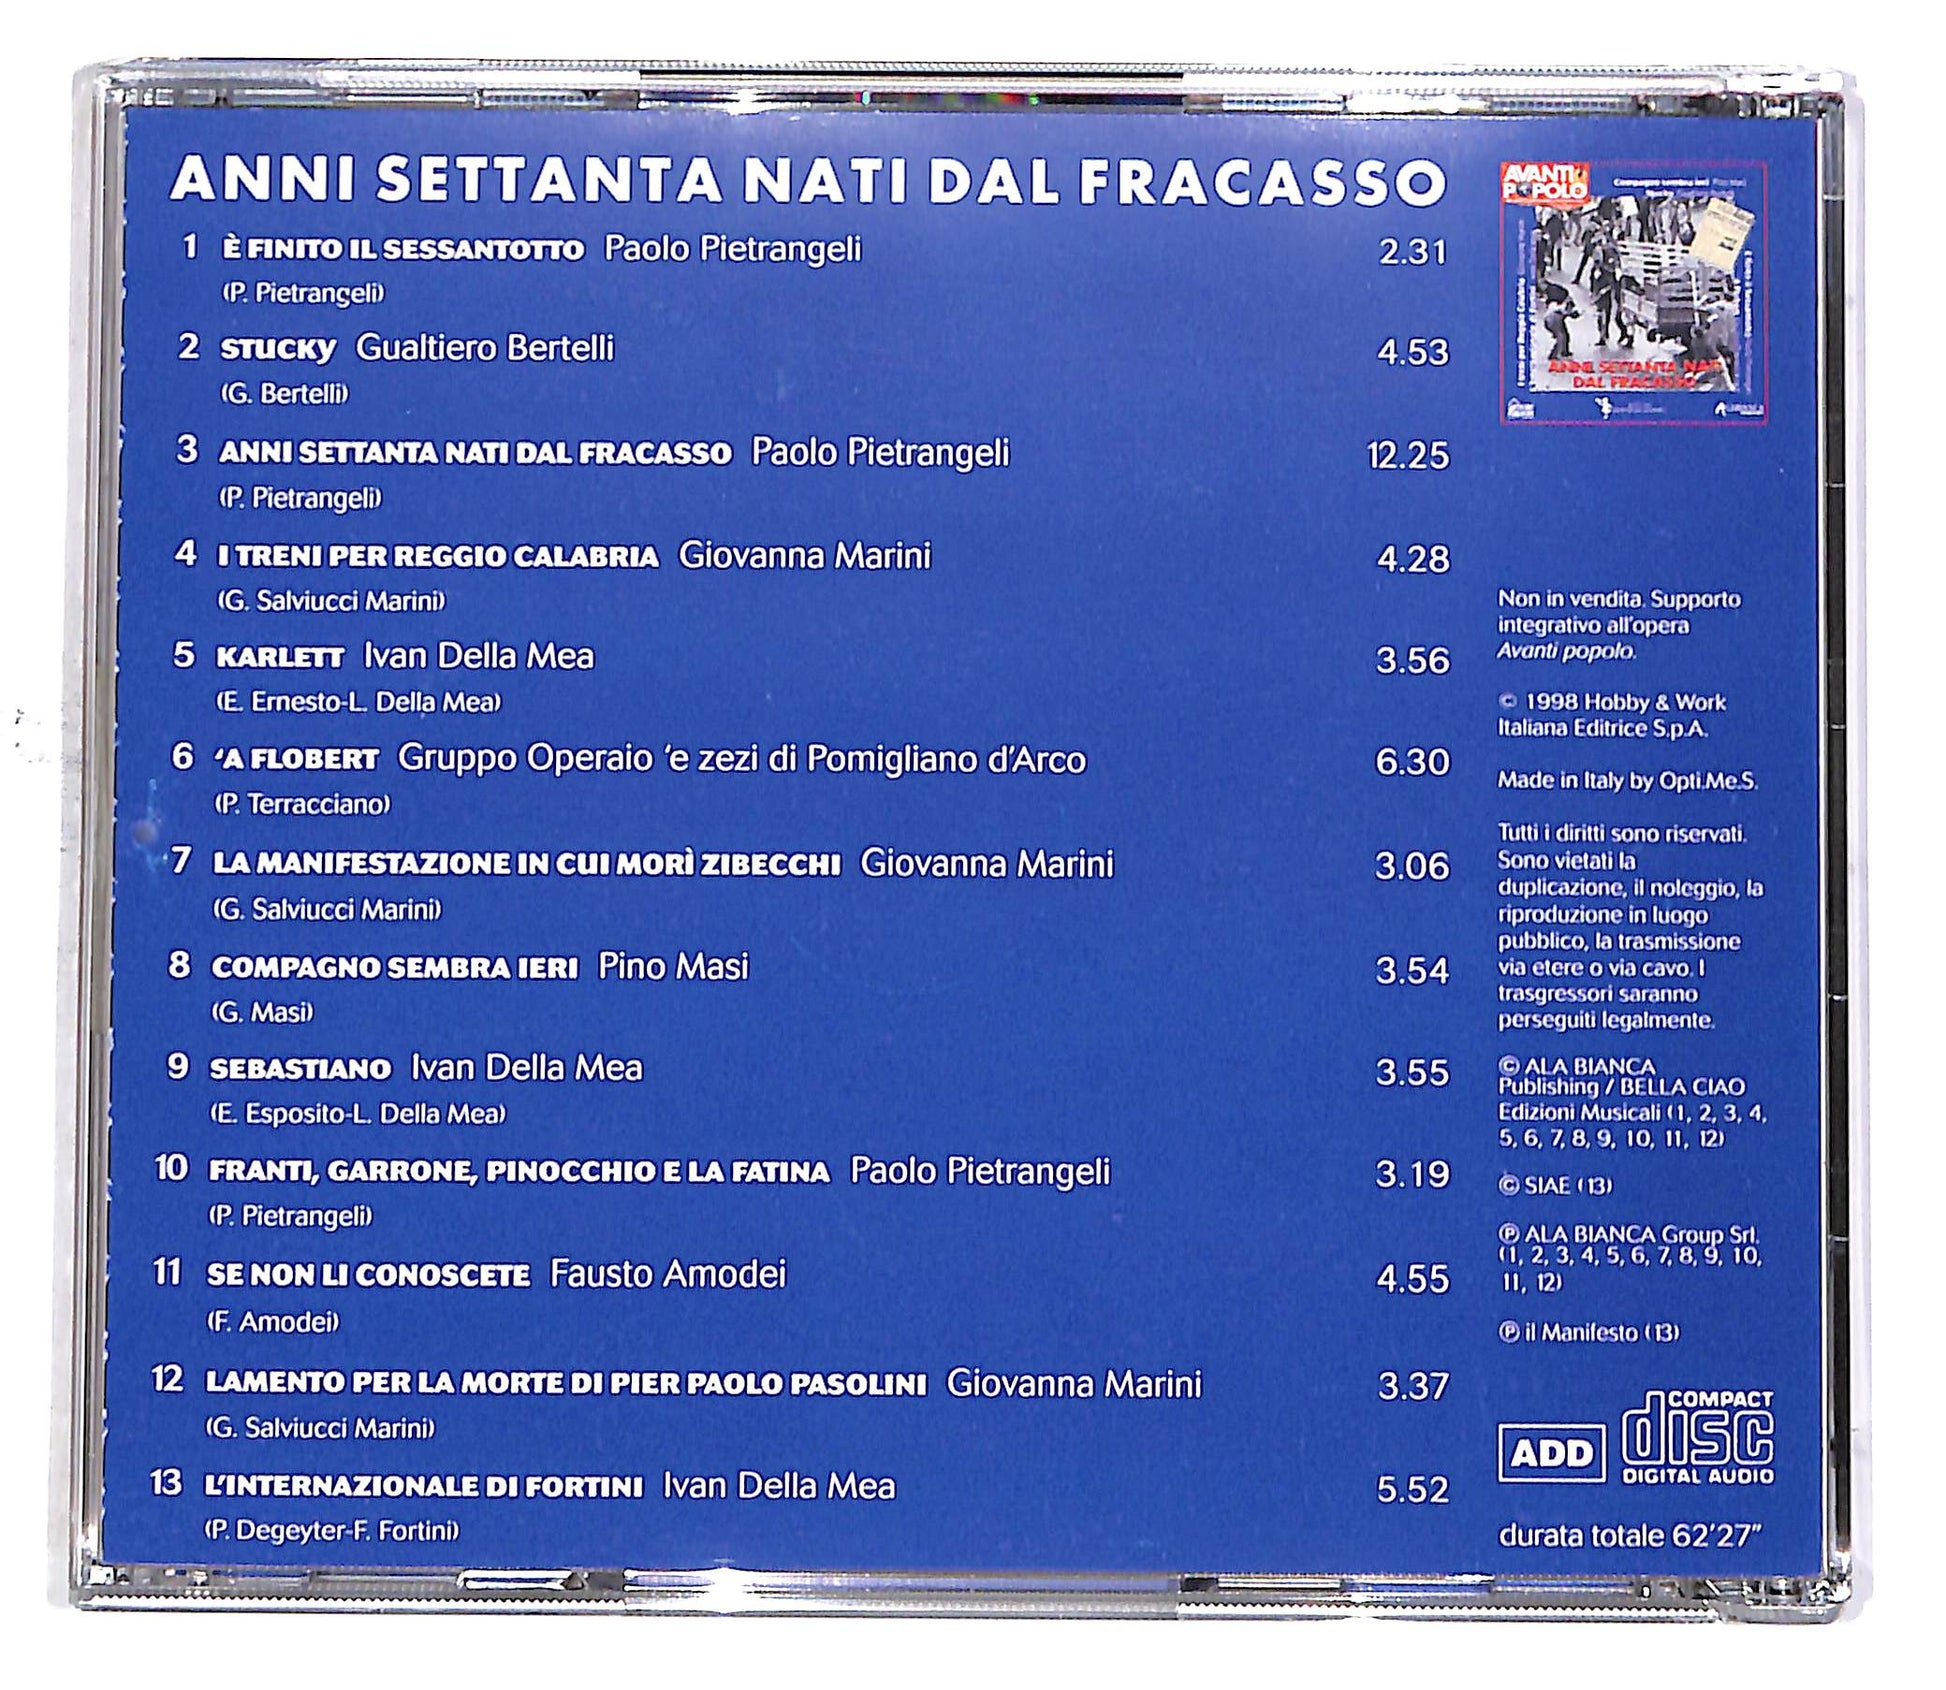 ANNI SETTANTA NATI DAL FRACASSO
1 È FINITO IL SESSANTOTTO Paolo Pietrangeli 2.31
(P. Pietrangeli)
2 STUCKY Gualtiero Bertelli 4.53
(G. Bertelli)
3 ANNI SETTANTA NATI DAL FRACASSO Paolo Pietrangeli 12.25
(P. Pietrangeli)
4 I TRENI PER REGGIO CALABRIA Giovanna Marini 4.28
(G. Salviucci Marini)
5 KARLETT Ivan Della Mea 3.56
(E. Ernesto-L. Della Mea)
6 'A FLOBERT Gruppo Operaio 'e zezi di Pomigliano d'Arco 6.30
(P. Terracciano)
7 LA MANIFESTAZIONE IN CUI MORÌ ZIBECCHI Giovanna Marini 3.06
(G. Salviucci Marini)
8 COMPAGNO SEMBRA IERI Pino Masi 3.54
(G. Masi)
9 SEBASTIANO Ivan Della Mea 3.55
(E. Esposito-L. Della Mea)
10 FRANTI, GARRONE, PINOCCHIO E LA FATINA Paolo Pietrangeli 3.19
(P. Pietrangeli)
11 SE NON LI CONOSCETE Fausto Amodei 4.55
(F. Amodei)
12 LAMENTO PER LA MORTE DI PIER PAOLO PASOLINI Giovanna Marini 3.37
(G. Salviucci Marini)
13 L'INTERNAZIONALE DI FORTINI Ivan Della Mea 5.52
(P. Degeyter-F. Fortini)
AVANTI
POPOLO
Compagno sembra ieri
ANNI SETTANTA NATI
DAL FRACASSO
Non in vendita. Supporto
integrativo all'opera
Avanti popolo.
© 1998 Hobby & Work
Italiana Editrice S.p.A.
Made in Italy by Opti.Me.S.
Tutti i diritti sono riservati.
Sono vietati la
duplicazione, il noleggio, la
riproduzione in luogo
pubblico, la trasmissione
via etere o via cavo. I
trasgressori saranno
perseguiti legalmente.
© ALA BIANCA
Publishing / BELLA CIAO
Edizioni Musicali (1, 2, 3, 4,
5, 6, 7, 8, 9, 10, 11, 12)
© SIAE (13)
℗ ALA BIANCA Group Srl.
(1, 2, 3, 4, 5, 6, 7, 8, 9, 10,
11, 12)
℗ il Manifesto (13)
ADD
COMPACT
disc
DIGITAL AUDIO
durata totale 62'27"